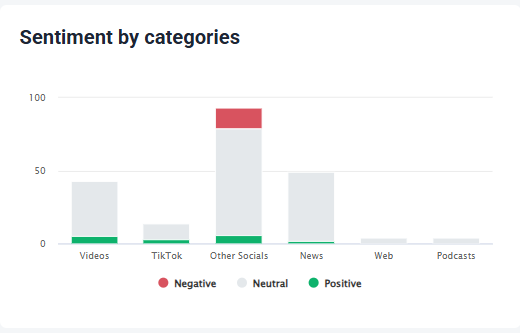 Sentiment by categories
100
50
0
Videos TikTok Other Socials News Web Podcasts
Negative Neutral Positive